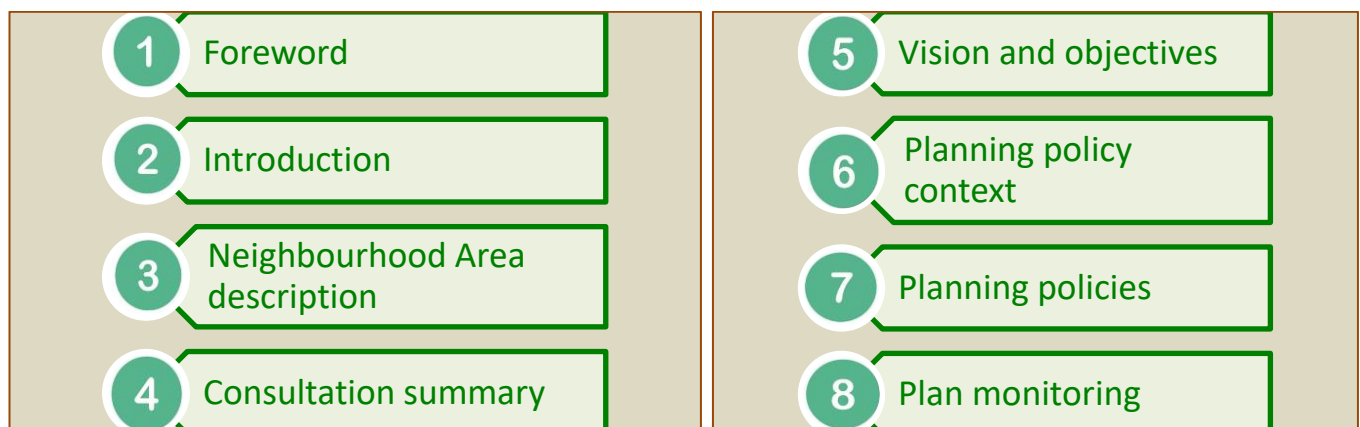 1 Foreword
2 Introduction
3 Neighbourhood Area
description
4 Consultation summary
5 Vision and objectives
6 Planning policy
context
7 Planning policies
8 Plan monitoring